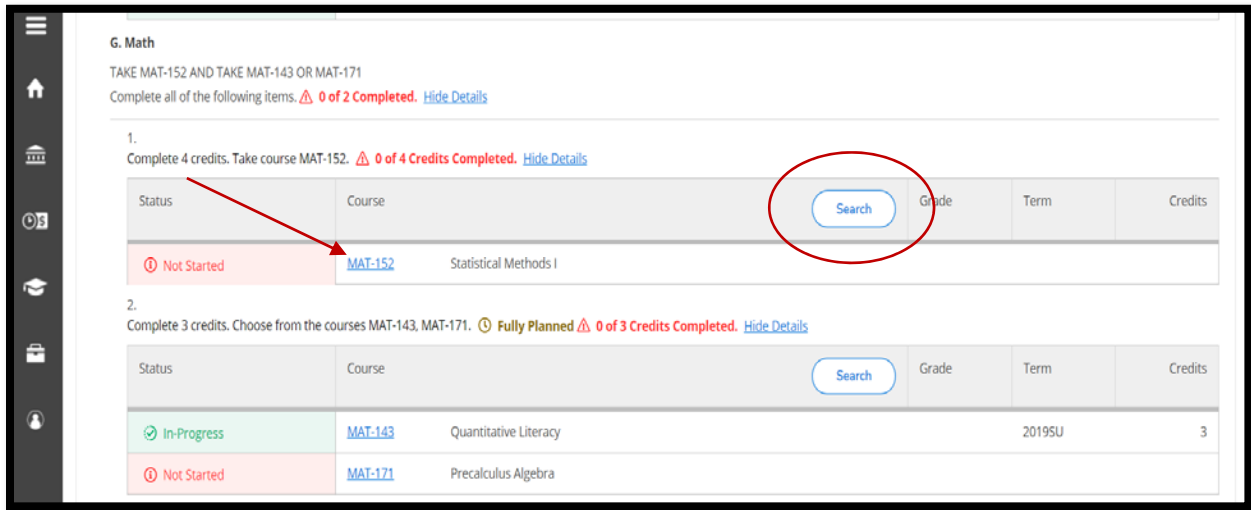 G. Math
TAKE MAT-152 AND TAKE MAT-143 OR MAT-171
Complete all of the following items. 0 of 2 Completed. Hide Details
1.
Complete 4 credits. Take course MAT-152. 0 of 4 Credits Completed. Hide Details
Status Course Search Grade Term Credits
Not Started MAT-152 Statistical Methods I
2.
Complete 3 credits. Choose from the courses MAT-143, MAT-171. Fully Planned 0 of 3 Credits Completed. Hide Details
Status Course Search Grade Term Credits
In-Progress MAT-143 Quantitative Literacy 2019SU 3
Not Started MAT-171 Precalculus Algebra